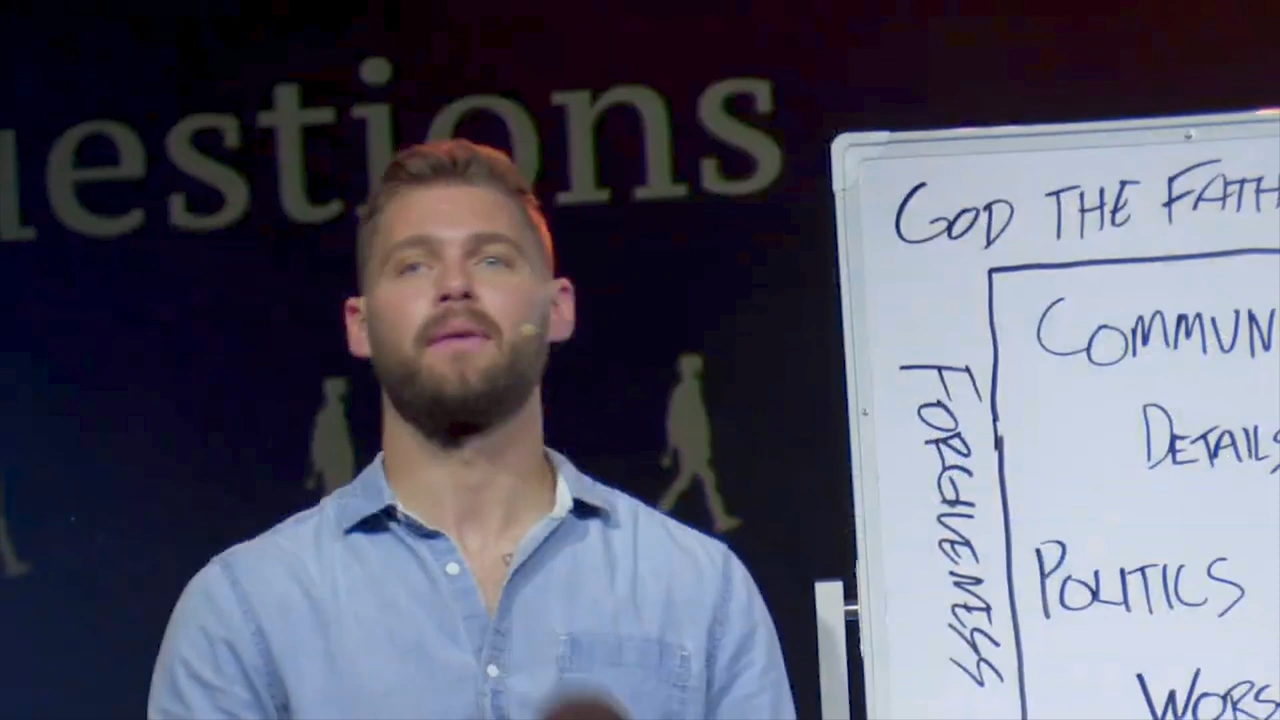 uestions
GOD THE FATH
FORGIVENESS
COMMUN
DETAILS
POLITICS
WORS